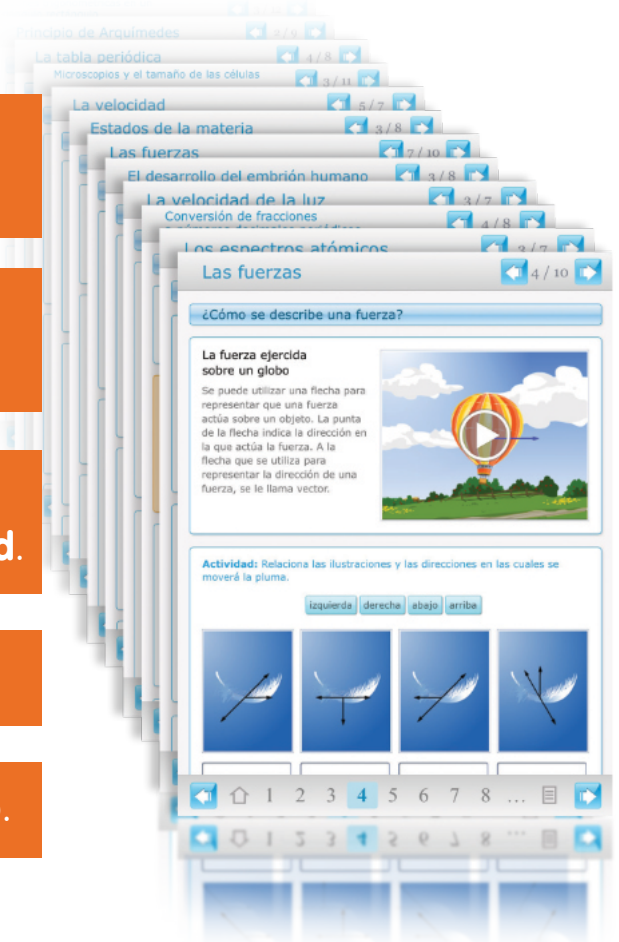 Principio de Arquímedes
La tabla periódica 4 / 8
Microscopios y el tamaño de las células 3 / 11
La velocidad 5 / 7
Estados de la materia 3 / 8
Las fuerzas 7 / 10
El desarrollo del embrión humano 3 / 8
La velocidad de la luz 3 / 7
Conversión de fracciones 4 / 8
a números decimales periódicos
Los espectros atómicos 3 / 7
Las fuerzas 4 / 10
¿Cómo se describe una fuerza?
La fuerza ejercida
sobre un globo
Se puede utilizar una flecha para
representar que una fuerza
actúa sobre un objeto. La punta
de la flecha indica la dirección en
la que actúa la fuerza. A la
flecha que se utiliza para
representar la dirección de una
fuerza, se le llama vector.
d.
Actividad: Relaciona las ilustraciones y las direcciones en las cuales se
moverá la pluma.
izquierda derecha abajo arriba
1 2 3 4 5 6 7 8 ...